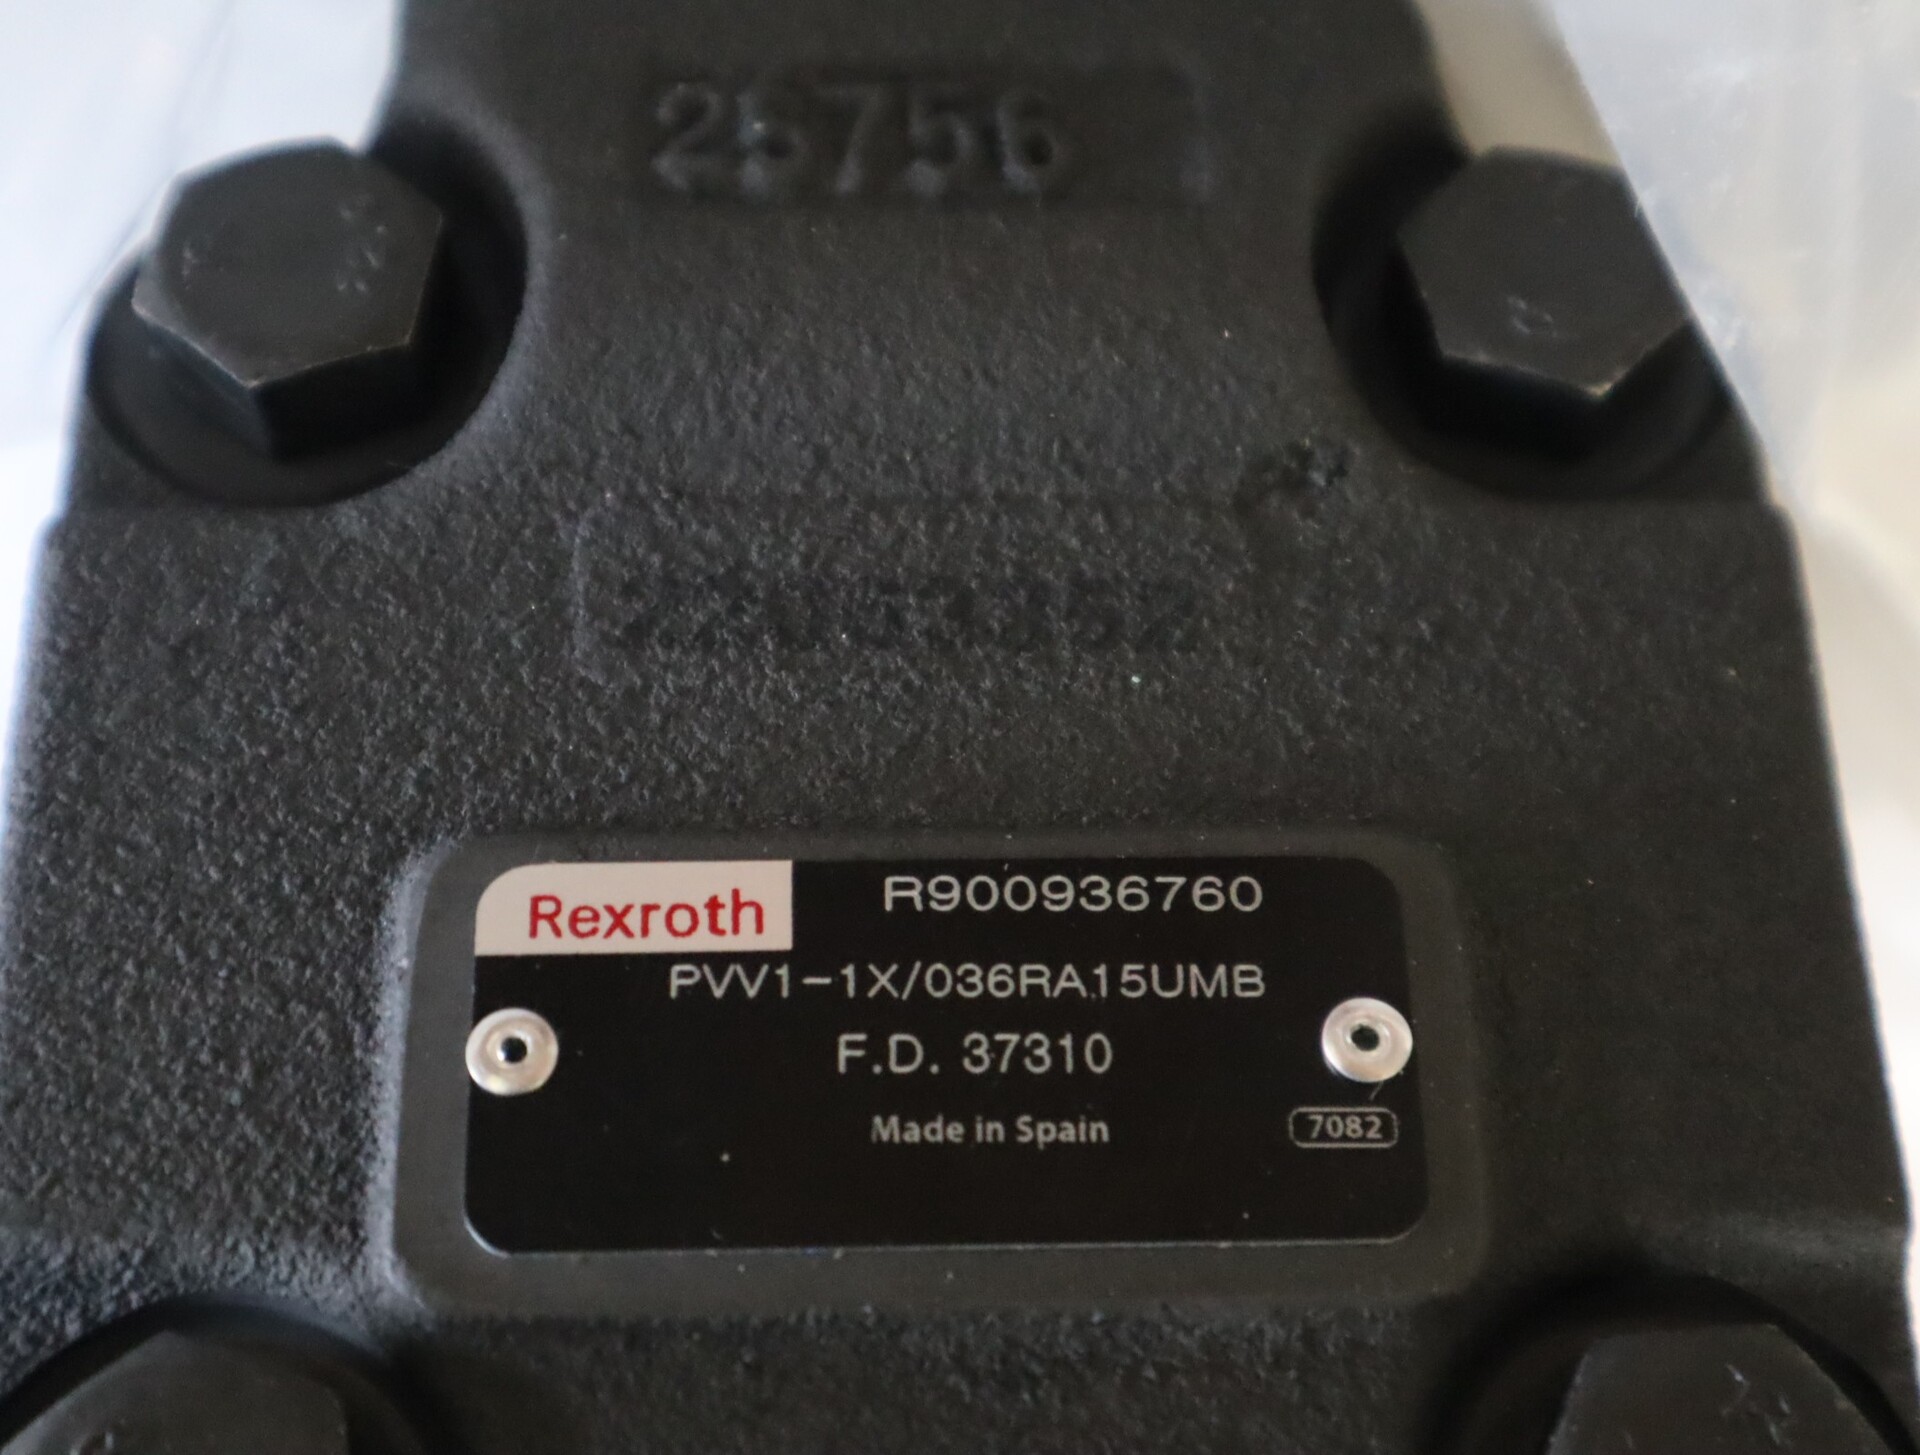 25756
Rexroth
R900936760
PVV1-1X/036RA15UMB
F.D. 37310
Made in Spain
7082